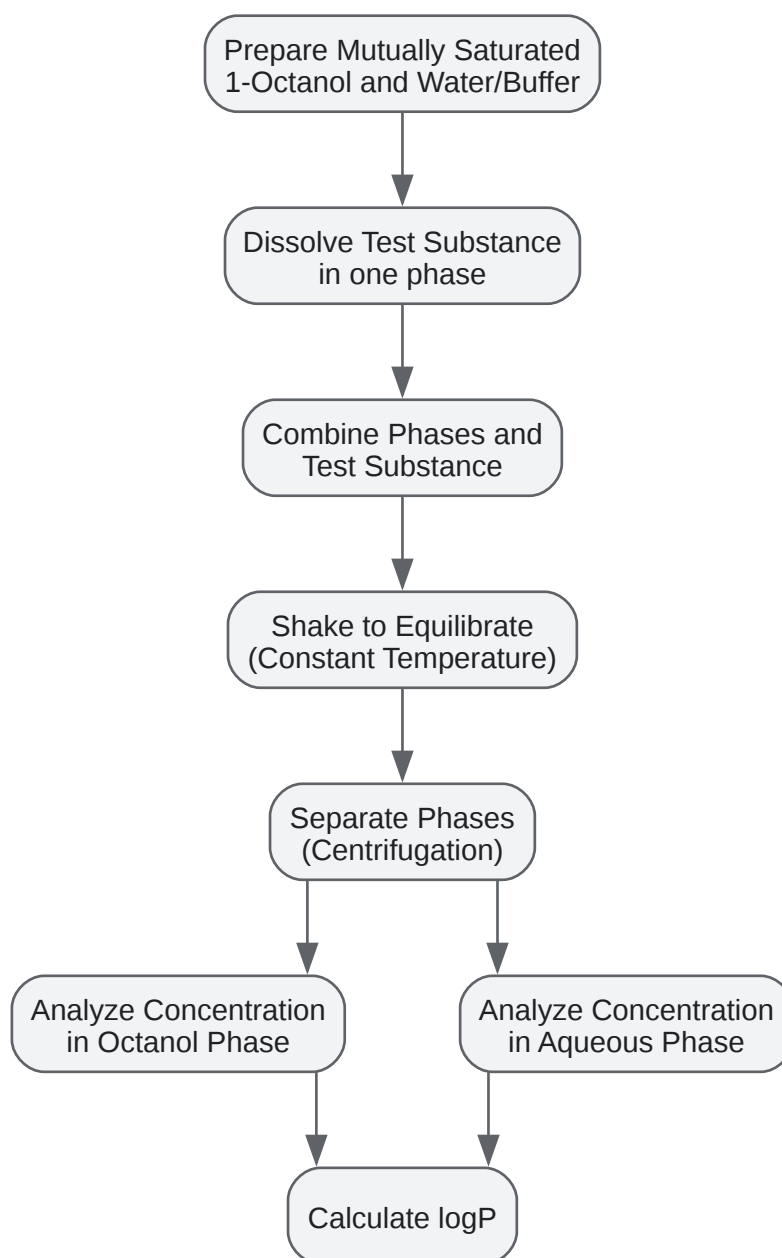 Prepare Mutually Saturated
1-Octanol and Water/Buffer
Dissolve Test Substance
in one phase
Combine Phases and
Test Substance
Shake to Equilibrate
(Constant Temperature)
Separate Phases
(Centrifugation)
Analyze Concentration
in Octanol Phase
Analyze Concentration
in Aqueous Phase
Calculate logP